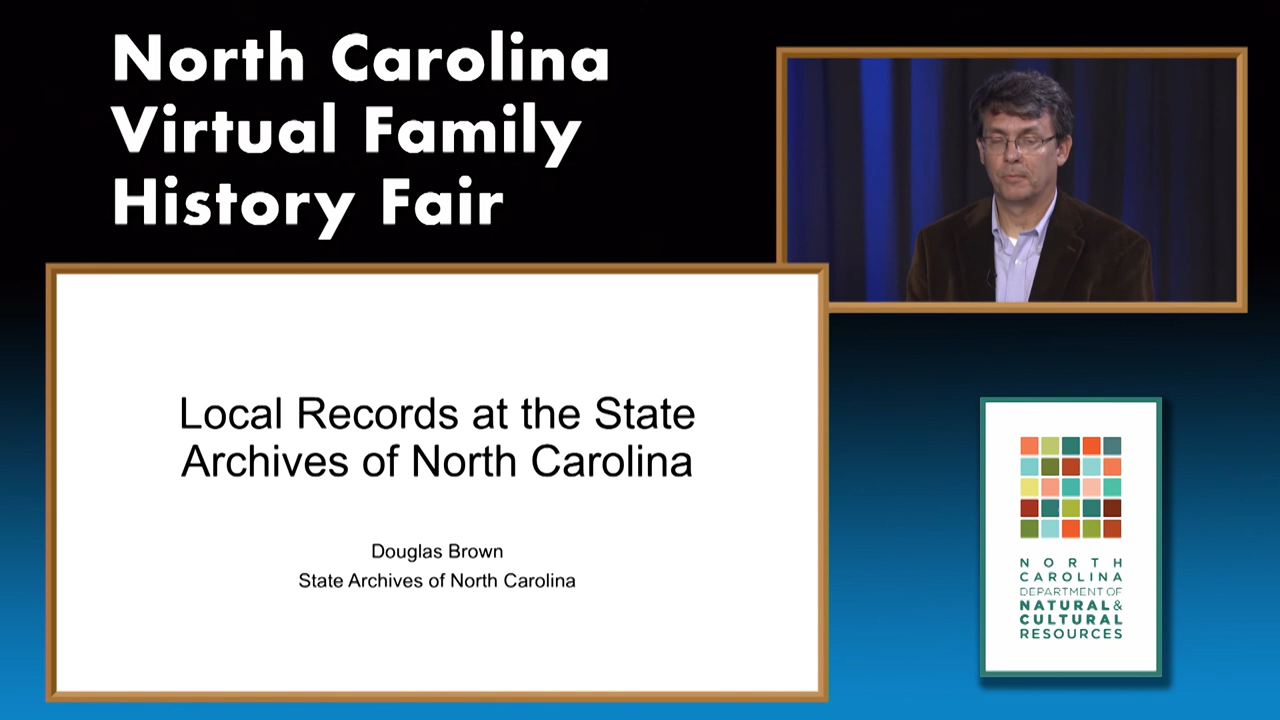 North Carolina
Virtual Family
History Fair
Local Records at the State
Archives of North Carolina
Douglas Brown
State Archives of North Carolina
NORTH
CAROLINA
DEPARTMENT OF
NATURAL &
CULTURAL
RESOURCES